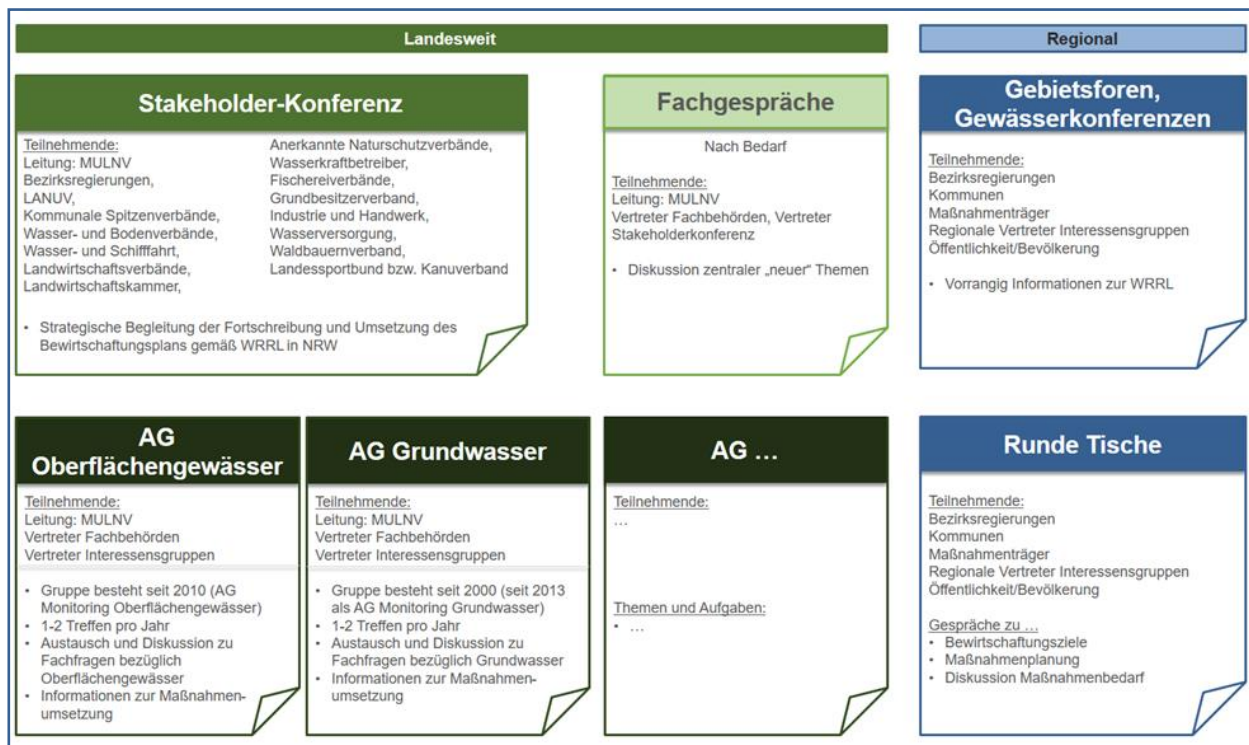 Landesweit
Regional
Stakeholder-Konferenz
Teilnehmende:
Leitung: MULNV
Bezirksregierungen,
LANUV,
Kommunale Spitzenverbände,
Wasser- und Bodenverbände,
Wasser- und Schifffahrt,
Landwirtschaftsverbände,
Landwirtschaftskammer,
Anerkannte Naturschutzverbände,
Wasserkraftbetreiber,
Fischereiverbände,
Grundbesitzerverband,
Industrie und Handwerk,
Wasserversorgung,
Waldbauernverband,
Landessportbund bzw. Kanuverband
• Strategische Begleitung der Fortschreibung und Umsetzung des
Bewirtschaftungsplans gemäß WRRL in NRW
Fachgespräche
Nach Bedarf
Teilnehmende:
Leitung: MULNV
Vertreter Fachbehörden, Vertreter
Stakeholderkonferenz
• Diskussion zentraler „neuer“ Themen
Gebietsforen,
Gewässerkonferenzen
Teilnehmende:
Bezirksregierungen
Kommunen
Maßnahmenträger
Regionale Vertreter Interessensgruppen
Öffentlichkeit/Bevölkerung
• Vorrangig Informationen zur WRRL
AG
Oberflächengewässer
Teilnehmende:
Leitung: MULNV
Vertreter Fachbehörden
Vertreter Interessensgruppen
• Gruppe besteht seit 2010 (AG
Monitoring Oberflächengewässer)
• 1-2 Treffen pro Jahr
• Austausch und Diskussion zu
Fachfragen bezüglich
Oberflächengewässer
• Informationen zur Maßnahmen-
umsetzung
AG Grundwasser
Teilnehmende:
Leitung: MULNV
Vertreter Fachbehörden
Vertreter Interessensgruppen
• Gruppe besteht seit 2000 (seit 2013
als AG Monitoring Grundwasser)
• 1-2 Treffen pro Jahr
• Austausch und Diskussion zu
Fachfragen bezüglich Grundwasser
• Informationen zur Maßnahmen-
umsetzung
AG …
Teilnehmende:
…
Themen und Aufgaben:
• …
Runde Tische
Teilnehmende:
Bezirksregierungen
Kommunen
Maßnahmenträger
Regionale Vertreter Interessensgruppen
Öffentlichkeit/Bevölkerung
Gespräche zu …
• Bewirtschaftungsziele
• Maßnahmenplanung
• Diskussion Maßnahmenbedarf